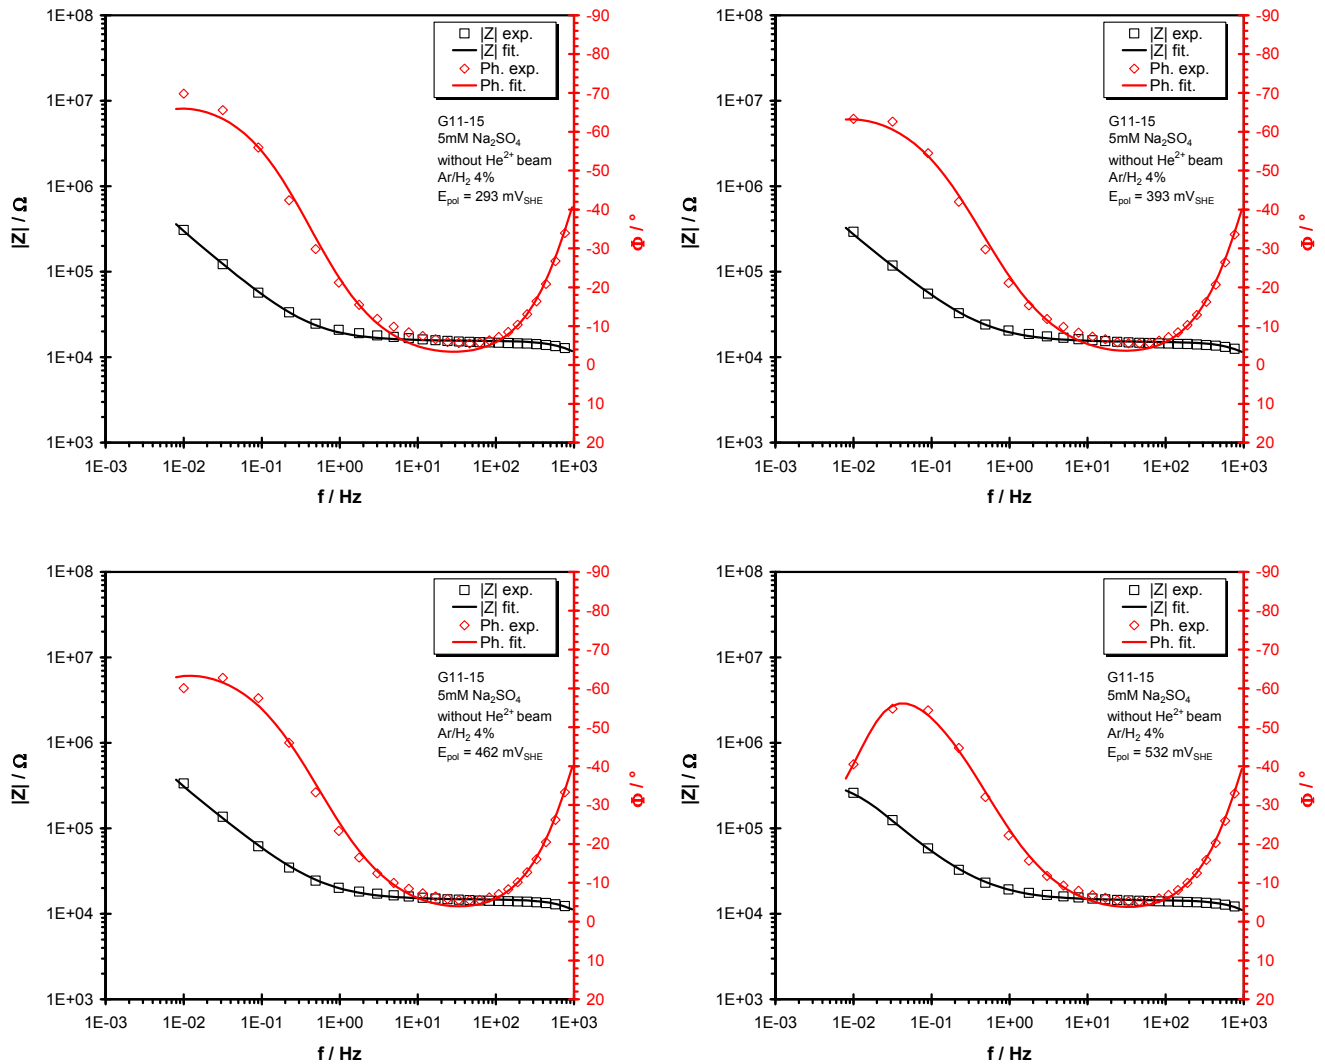 1E+08
1E+07
1E+06
1E+05
1E+04
1E+03
|Z| / Ω
1E-03 1E-02 1E-01 1E+00 1E+01 1E+02 1E+03
f / Hz
-90
-80
-70
-60
-50
-40
-30
-20
-10
0
10
20
Φ / °
|Z| exp.
|Z| fit.
Ph. exp.
Ph. fit.
G11-15
5mM Na₂SO₄
without He²⁺ beam
Ar/H₂ 4%
E_pol = 293 mV_SHE
1E+08
1E+07
1E+06
1E+05
1E+04
1E+03
|Z| / Ω
1E-03 1E-02 1E-01 1E+00 1E+01 1E+02 1E+03
f / Hz
-90
-80
-70
-60
-50
-40
-30
-20
-10
0
10
20
Φ / °
|Z| exp.
|Z| fit.
Ph. exp.
Ph. fit.
G11-15
5mM Na₂SO₄
without He²⁺ beam
Ar/H₂ 4%
E_pol = 393 mV_SHE
1E+08
1E+07
1E+06
1E+05
1E+04
1E+03
|Z| / Ω
1E-03 1E-02 1E-01 1E+00 1E+01 1E+02 1E+03
f / Hz
-90
-80
-70
-60
-50
-40
-30
-20
-10
0
10
20
Φ / °
|Z| exp.
|Z| fit.
Ph. exp.
Ph. fit.
G11-15
5mM Na₂SO₄
without He²⁺ beam
Ar/H₂ 4%
E_pol = 462 mV_SHE
1E+08
1E+07
1E+06
1E+05
1E+04
1E+03
|Z| / Ω
1E-03 1E-02 1E-01 1E+00 1E+01 1E+02 1E+03
f / Hz
-90
-80
-70
-60
-50
-40
-30
-20
-10
0
10
20
Φ / °
|Z| exp.
|Z| fit.
Ph. exp.
Ph. fit.
G11-15
5mM Na₂SO₄
without He²⁺ beam
Ar/H₂ 4%
E_pol = 532 mV_SHE